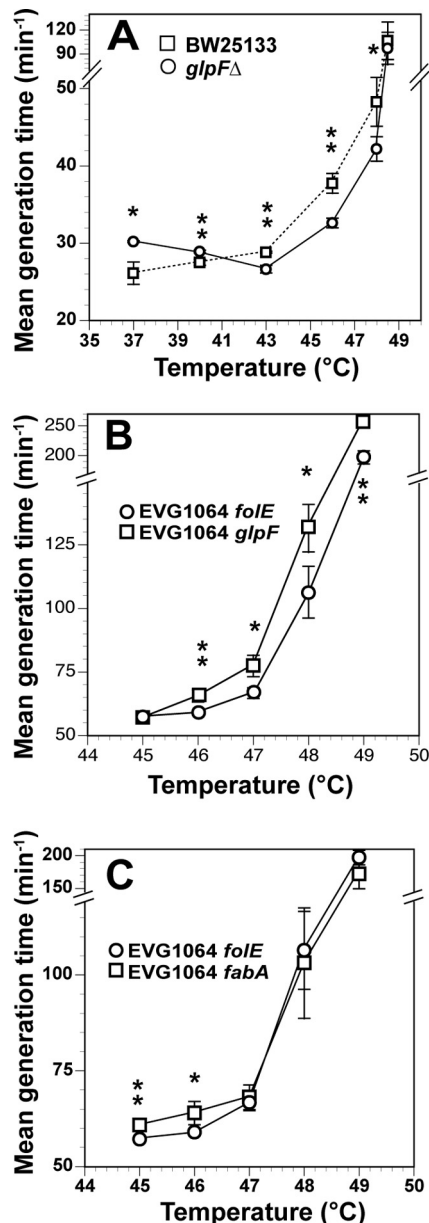 A
BW25133
glpFΔ
Mean generation time (min⁻¹)
120
90
50
40
30
20
*
* *
* *
* *
*
35 37 39 41 43 45 47 49
Temperature (°C)
B
EVG1064 folE
EVG1064 glpF
Mean generation time (min⁻¹)
250
200
125
100
75
50
* *
*
*
* *
44 45 46 47 48 49 50
Temperature (°C)
C
EVG1064 folE
EVG1064 fabA
Mean generation time (min⁻¹)
200
150
100
75
50
* *
*
44 45 46 47 48 49 50
Temperature (°C)